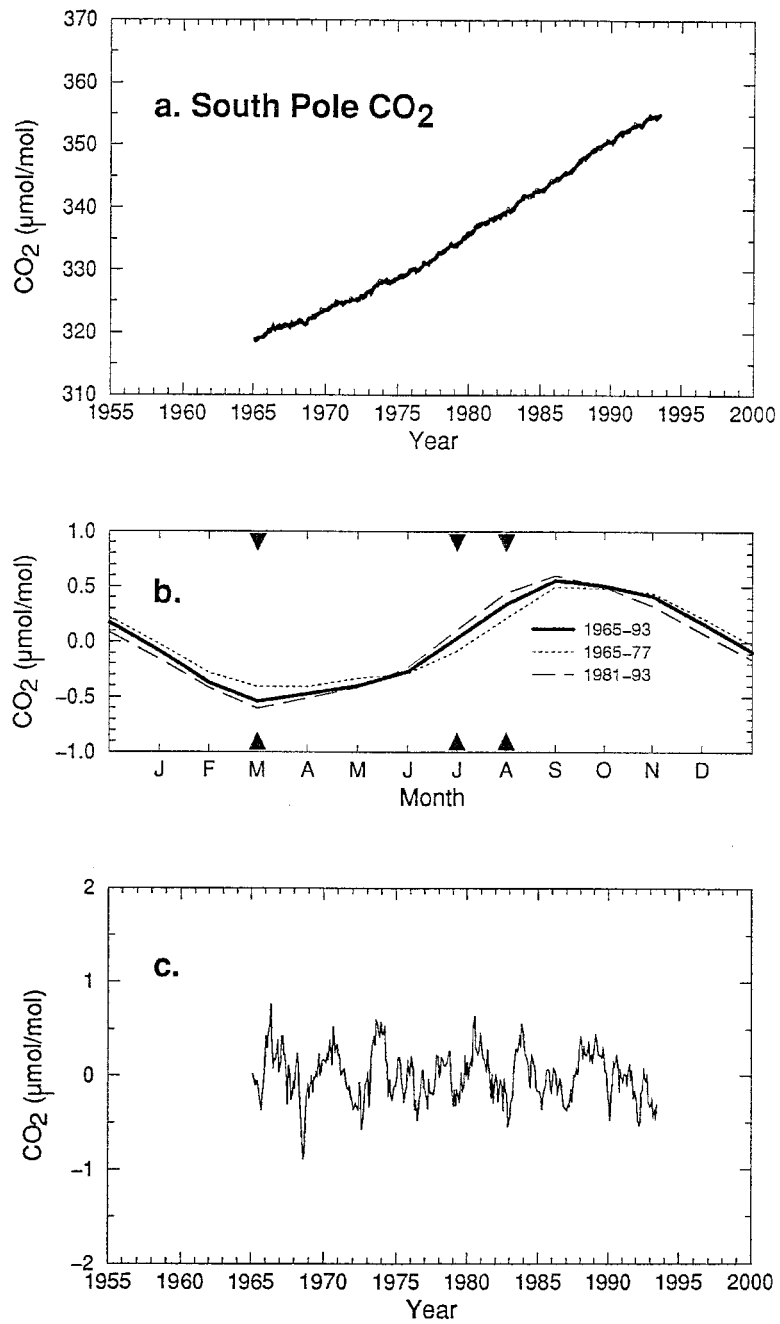 370
360
350
340
330
320
310
CO2 (μmol/mol)
a. South Pole CO2
1955 1960 1965 1970 1975 1980 1985 1990 1995 2000
Year
1.0
0.5
0.0
−0.5
−1.0
CO2 (μmol/mol)
b.
1965−93
1965−77
1981−93
J F M A M J J A S O N D
Month
2
1
0
−1
−2
CO2 (μmol/mol)
c.
1955 1960 1965 1970 1975 1980 1985 1990 1995 2000
Year